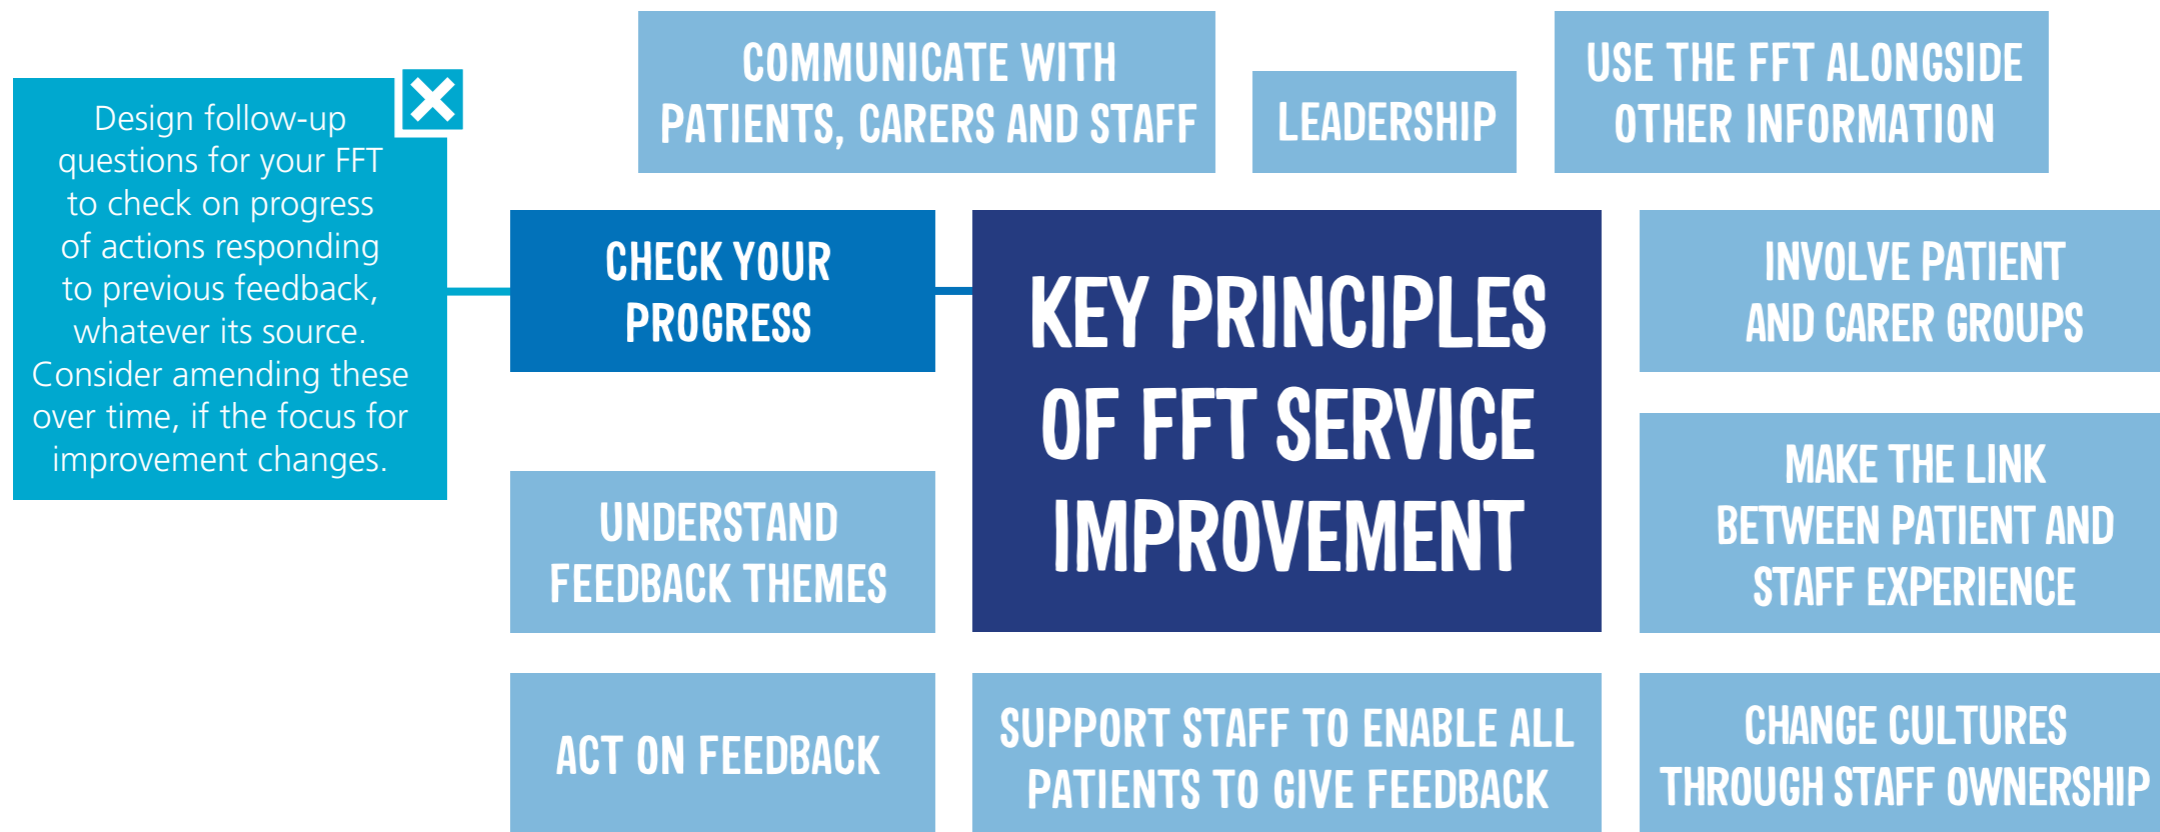 COMMUNICATE WITH
PATIENTS, CARERS AND STAFF
LEADERSHIP
USE THE FFT ALONGSIDE
OTHER INFORMATION
Design follow-up
questions for your FFT
to check on progress
of actions responding
to previous feedback,
whatever its source.
Consider amending these
over time, if the focus for
improvement changes.
CHECK YOUR
PROGRESS
KEY PRINCIPLES
OF FFT SERVICE
IMPROVEMENT
INVOLVE PATIENT
AND CARER GROUPS
UNDERSTAND
FEEDBACK THEMES
MAKE THE LINK
BETWEEN PATIENT AND
STAFF EXPERIENCE
ACT ON FEEDBACK
SUPPORT STAFF TO ENABLE ALL
PATIENTS TO GIVE FEEDBACK
CHANGE CULTURES
THROUGH STAFF OWNERSHIP